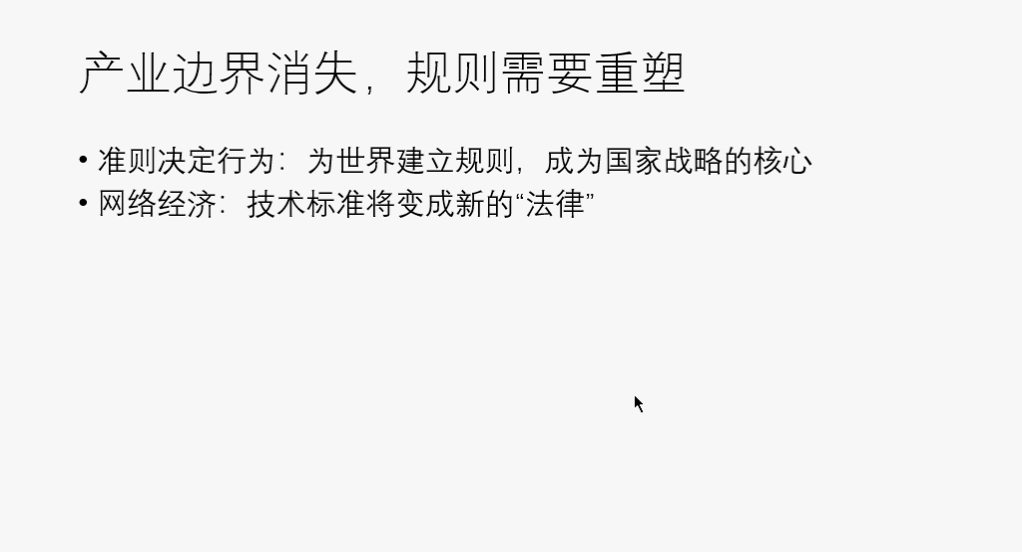 产业边界消失，规则需要重塑
• 准则决定行为：为世界建立规则，成为国家战略的核心
• 网络经济：技术标准将变成新的“法律”